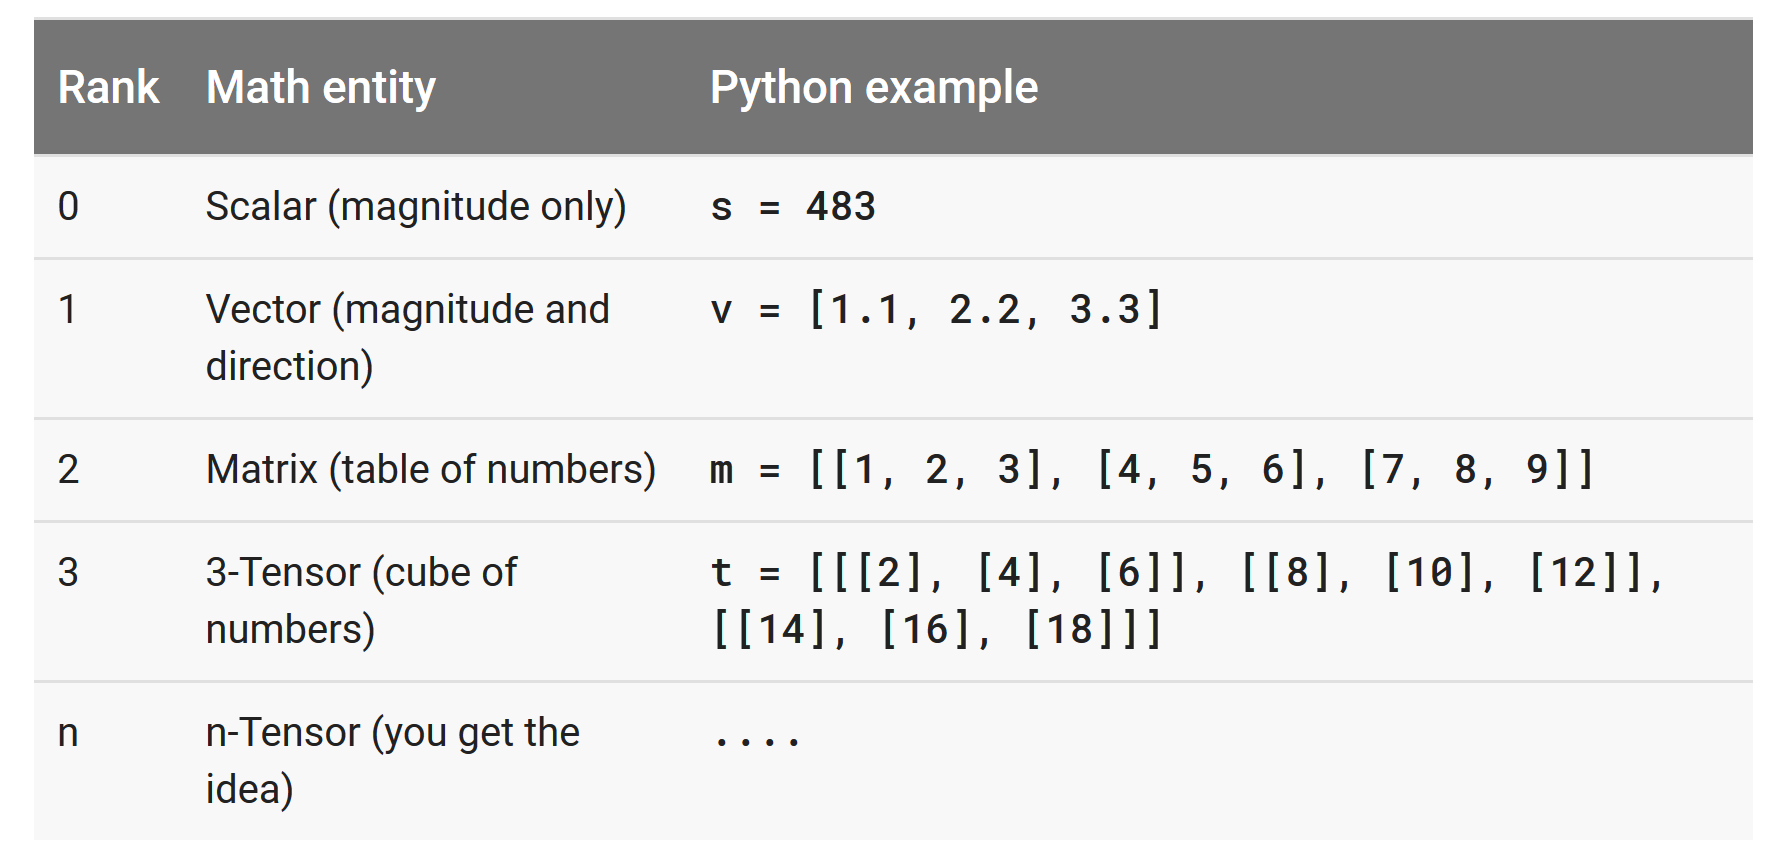 Rank Math entity Python example
0 Scalar (magnitude only) s = 483
1 Vector (magnitude and v = [1.1, 2.2, 3.3]
direction)
2 Matrix (table of numbers) m = [[1, 2, 3], [4, 5, 6], [7, 8, 9]]
3 3-Tensor (cube of t = [[[2], [4], [6]], [[8], [10], [12]],
numbers) [[14], [16], [18]]]
n n-Tensor (you get the ....
idea)